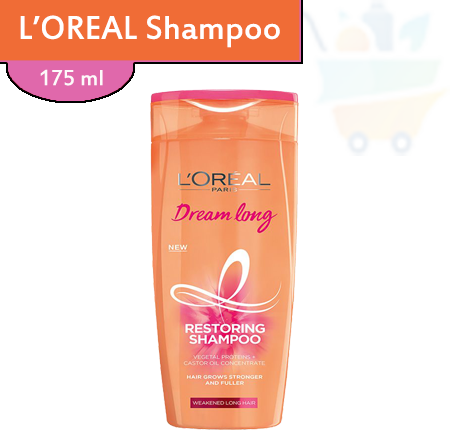 L'OREAL Shampoo
175 ml
L'ORÉAL
PARIS
Dream long
NEW
RESTORING
SHAMPOO
VEGETAL PROTEINS +
CASTOR OIL CONCENTRATE
HAIR GROWS STRONGER
AND FULLER
WEAKENED LONG HAIR